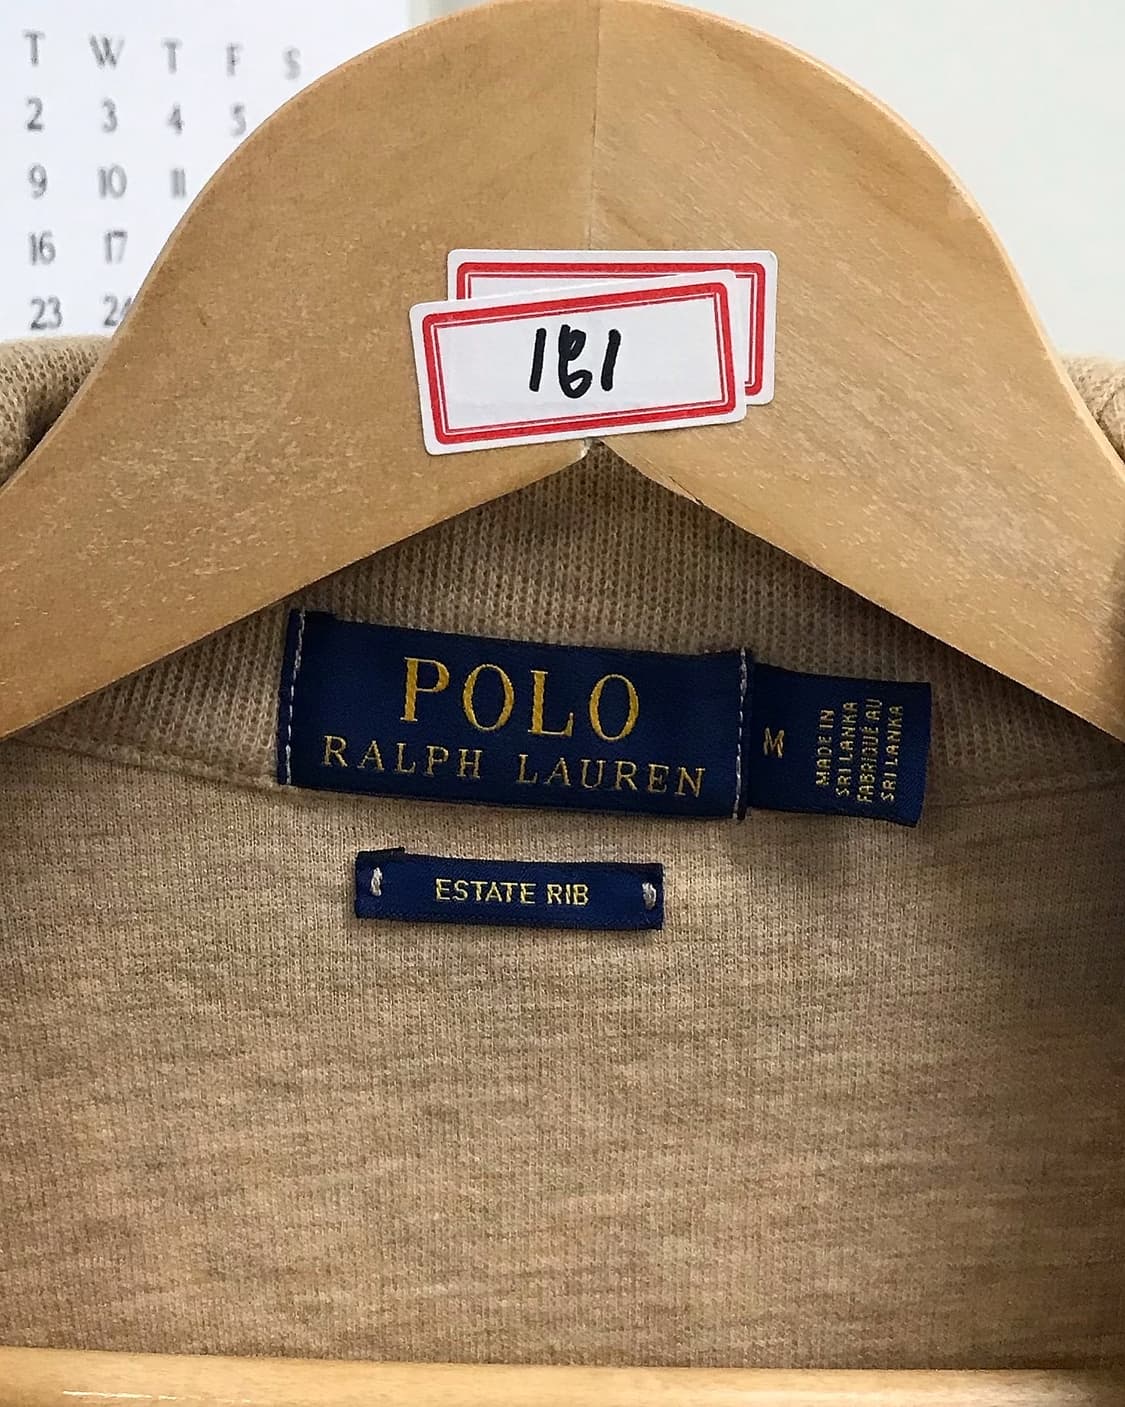 T W T F S
2 3 4 5
9 10 11
16 17
23 24
POLO
RALPH LAUREN
M
MADE IN
SRI LANKA
FABRIQUÉ AU
SRI LANKA
ESTATE RIB